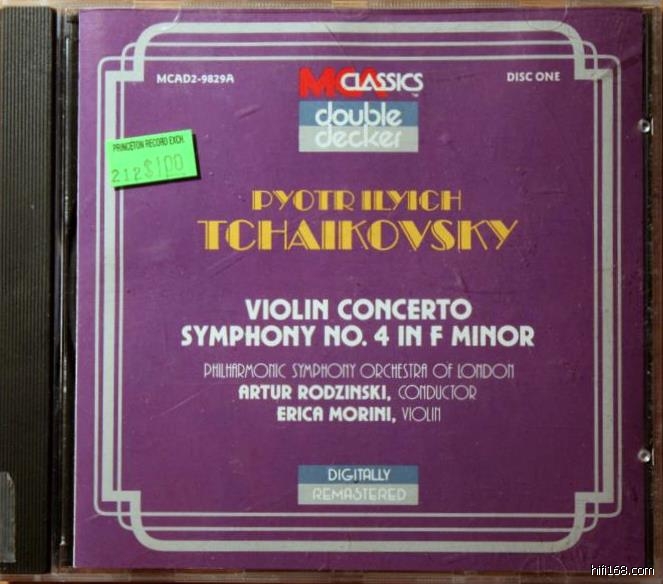 MCAD2-9829A
MCA CLASSICS
DISC ONE
double
decker
PRINCETON RECORD EXCH.
212 $1.00
PYOTR ILYICH
TCHAIKOVSKY
VIOLIN CONCERTO
SYMPHONY NO. 4 IN F MINOR
PHILHARMONIC SYMPHONY ORCHESTRA OF LONDON
ARTUR RODZINSKI, CONDUCTOR
ERICA MORINI, VIOLIN
DIGITALLY
REMASTERED
hifi168.com